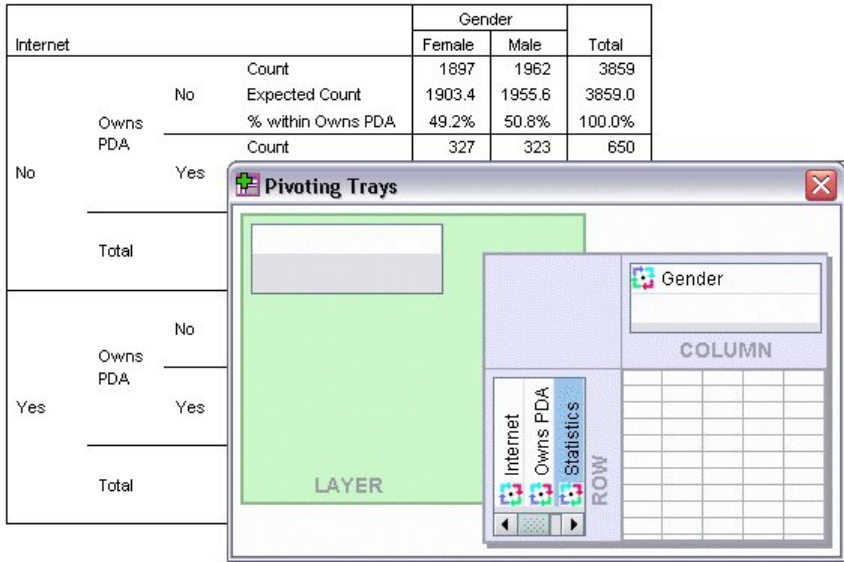 Gender
Internet Female Male Total
Count 1897 1962 3859
No Expected Count 1903.4 1955.6 3859.0
Owns % within Owns PDA 49.2% 50.8% 100.0%
PDA Count 327 323 650
No Yes
Total
No
Owns
PDA
Yes Yes
Total
Pivoting Trays
Gender
COLUMN
Internet
Owns PDA
Statistics
ROW
LAYER